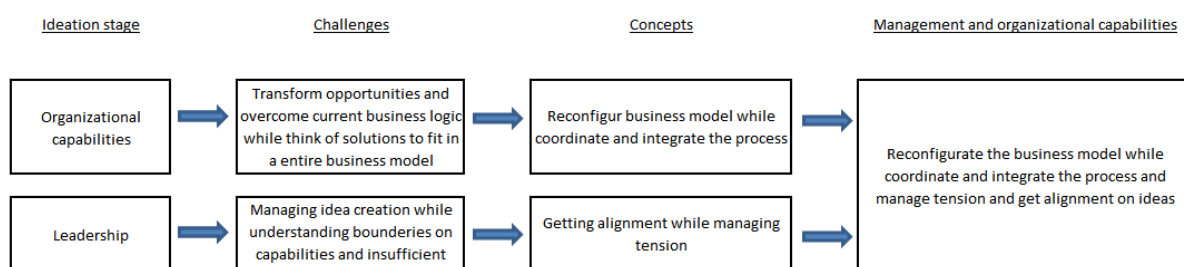 Ideation stage
Challenges
Concepts
Management and organizational capabilities
Organizational
capabilities
Transform opportunities and
overcome current business logic
while think of solutions to fit in
a entire business model
Reconfigur business model while
coordinate and integrate the process
Reconfigurate the business model while
coordinate and integrate the process and
manage tension and get alignment on ideas
Leadership
Managing idea creation while
understanding bounderies on
capabilities and insufficient
Getting alignment while managing
tension